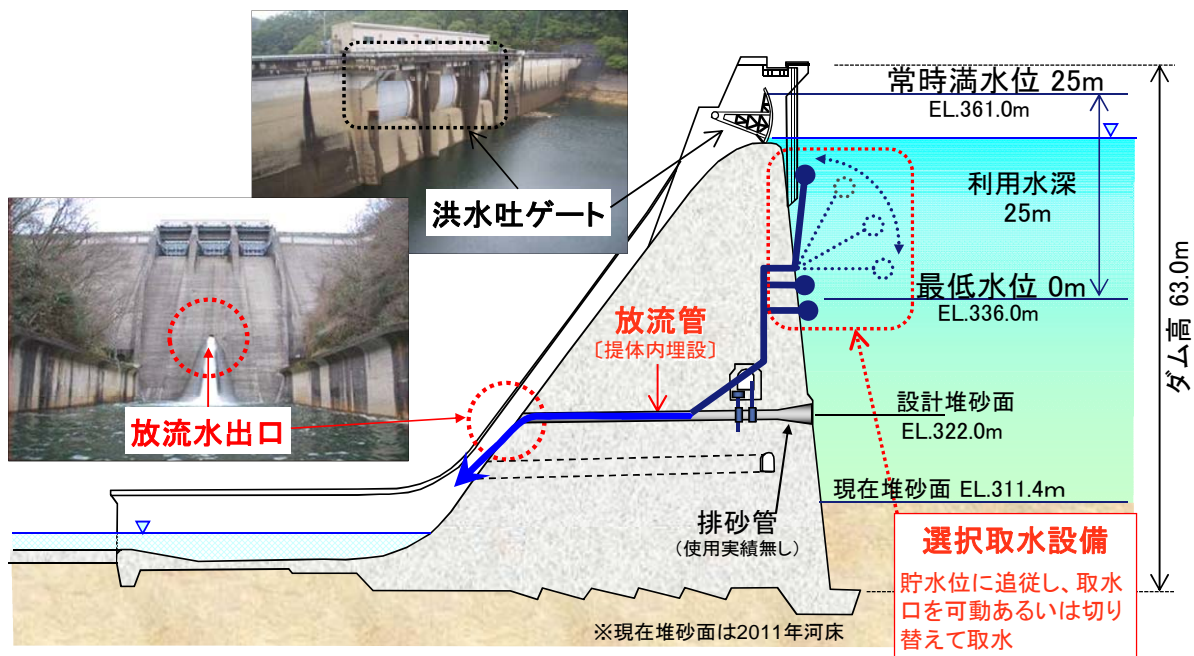 常時満水位 25m
EL.361.0m
洪水吐ゲート
利用水深
25m
最低水位 0m
EL.336.0m
ダム高 63.0m
放流管
〔提体内埋設〕
放流水出口
設計堆砂面
EL.322.0m
現在堆砂面 EL.311.4m
排砂管
（使用実績無し）
選択取水設備
貯水位に追従し、取水
口を可動あるいは切り
替えて取水
※現在堆砂面は2011年河床